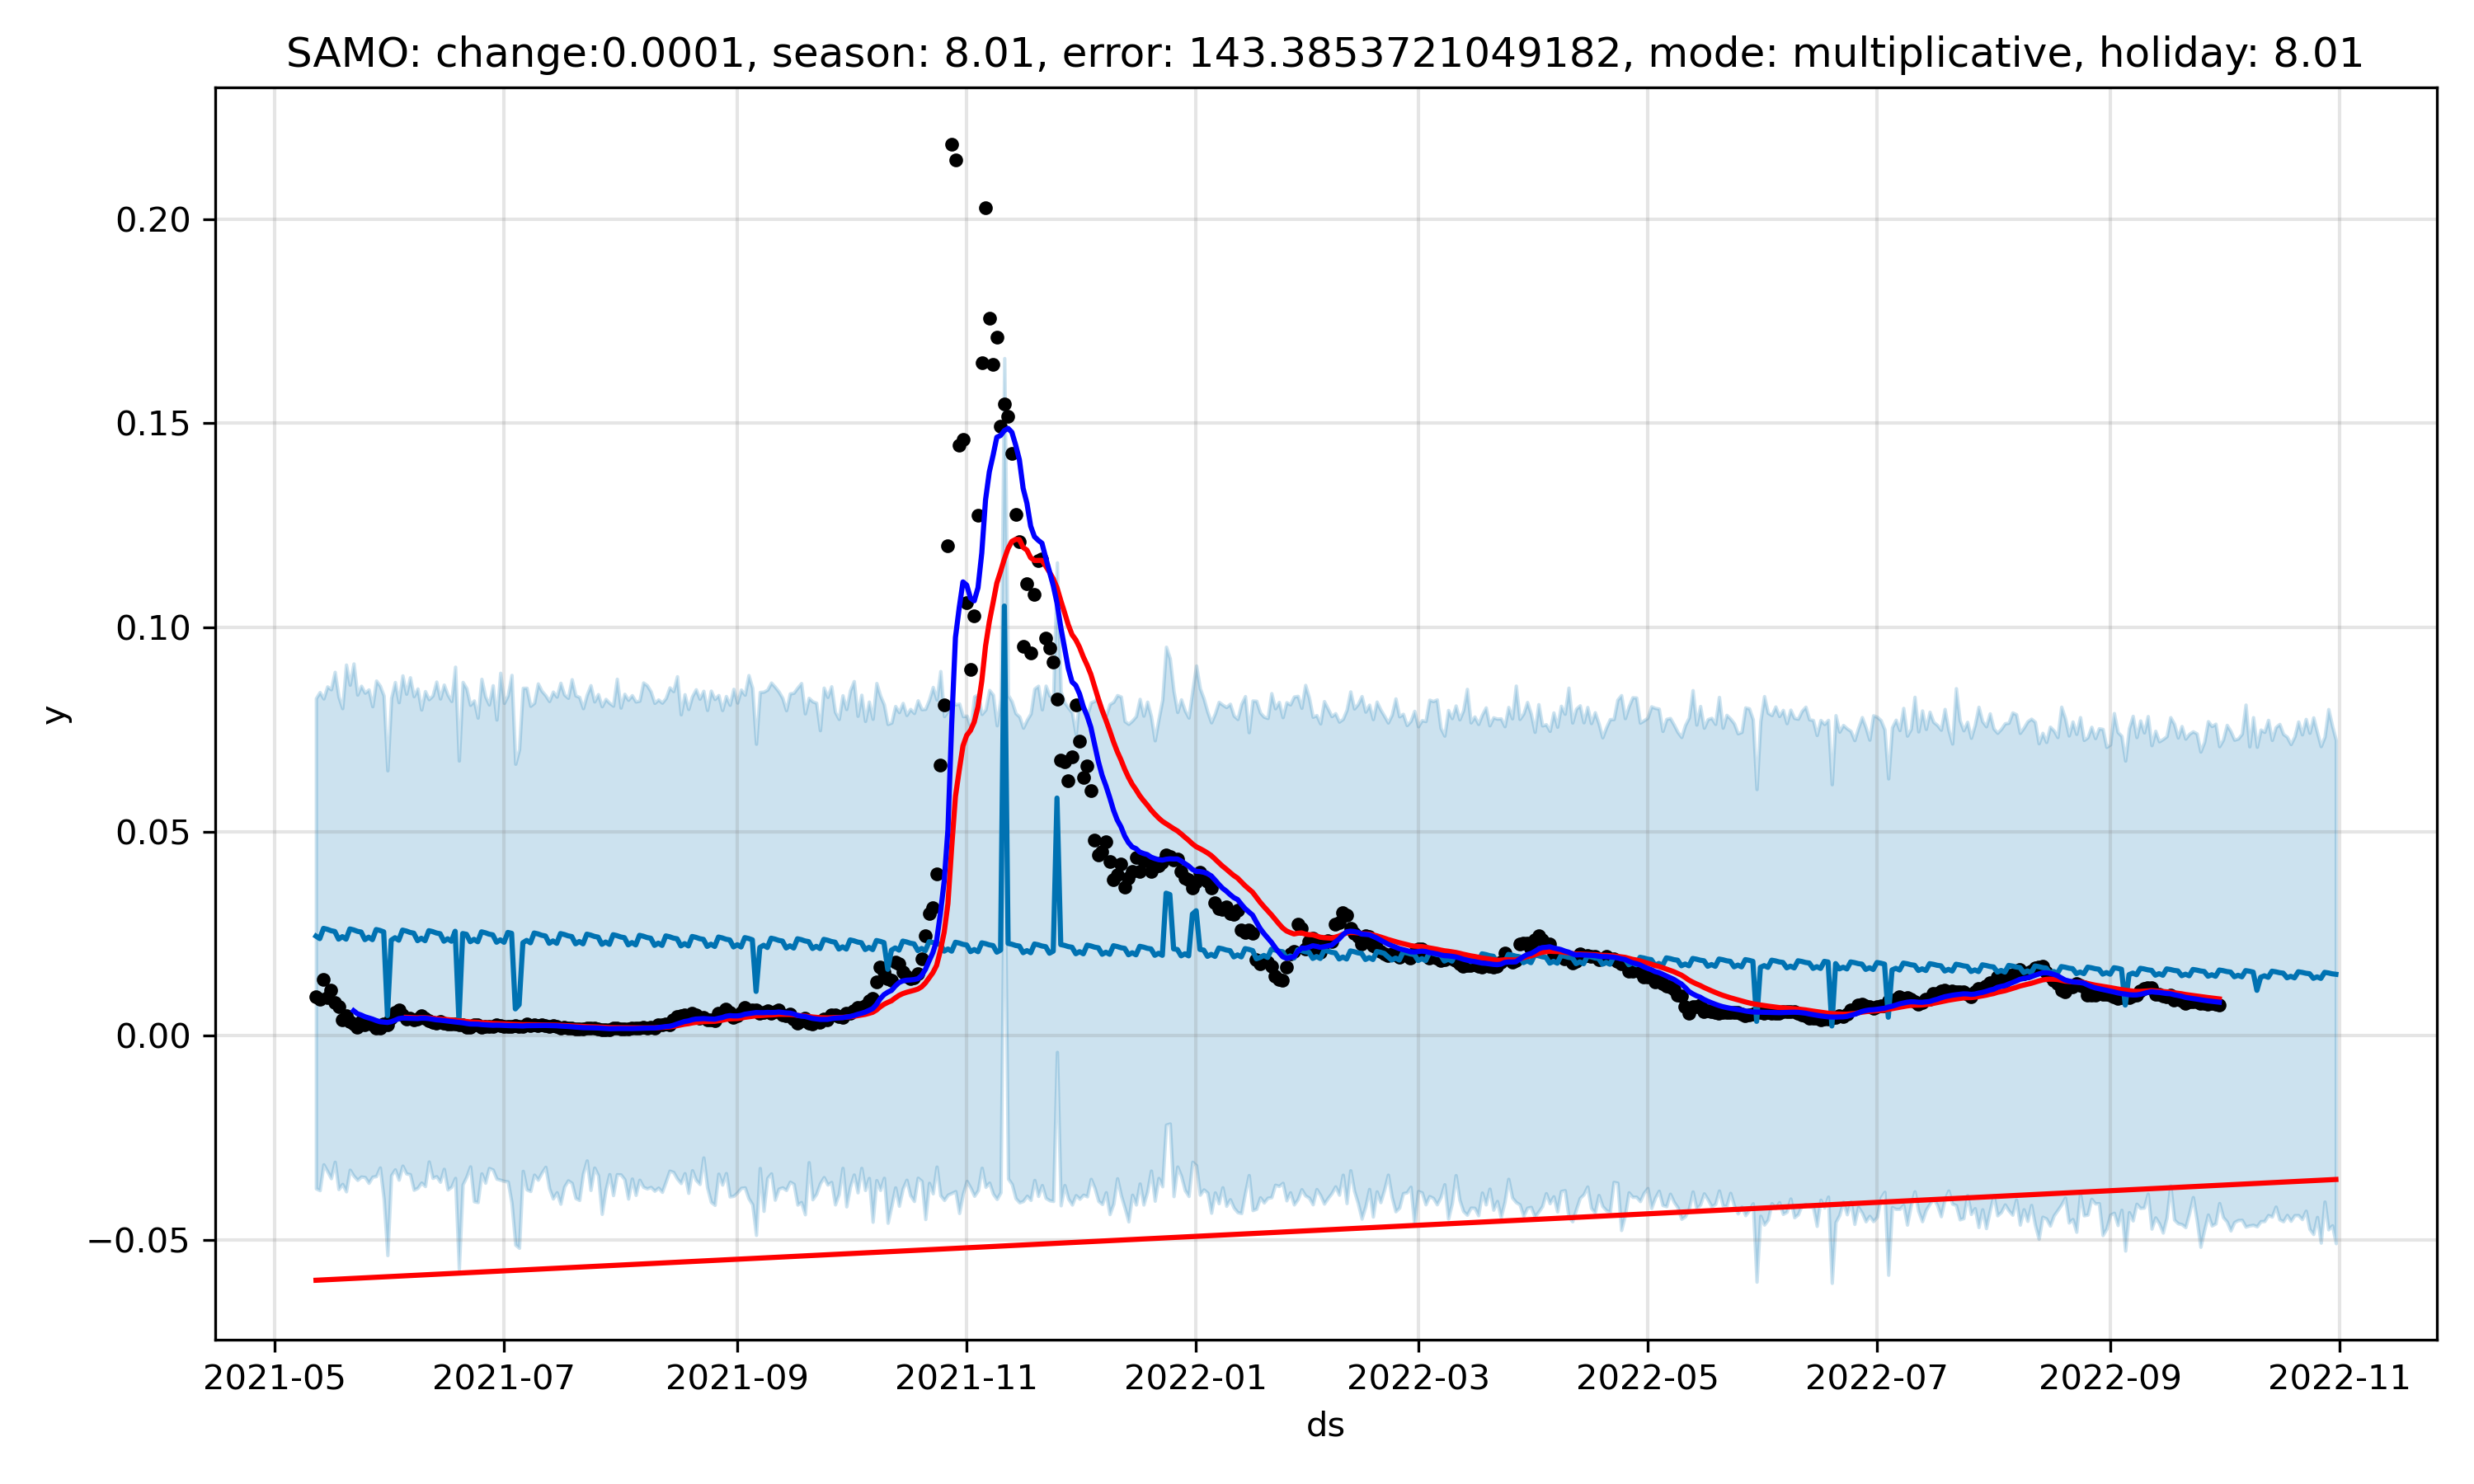 SAMO: change:0.0001, season: 8.01, error: 143.3853721049182, mode: multiplicative, holiday: 8.01
0.20
0.15
0.10
0.05
0.00
−0.05
y
2021-05 2021-07 2021-09 2021-11 2022-01 2022-03 2022-05 2022-07 2022-09 2022-11
ds